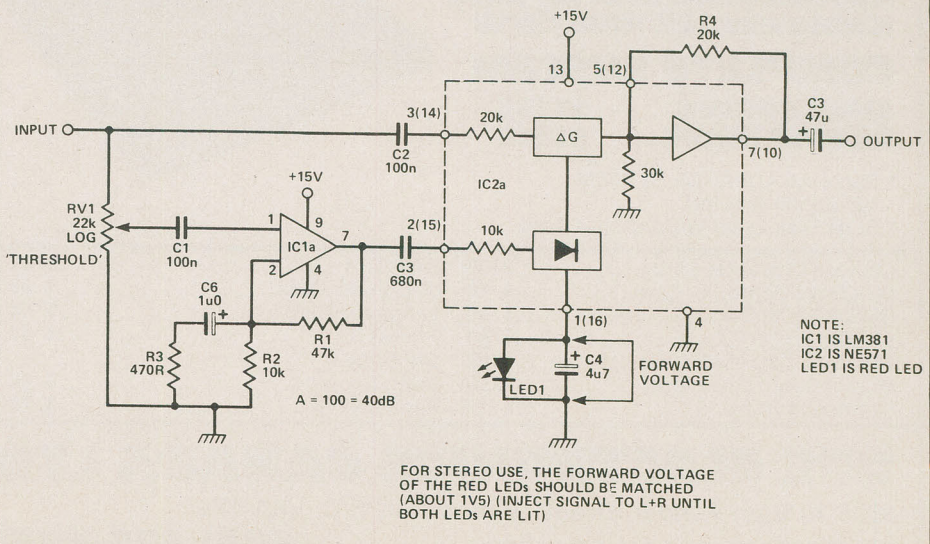 +15V
R4
20k
13
5(12)
C3
47u
+
INPUT
3(14)
20k
ΔG
OUTPUT
7(10)
C2
100n
+15V
IC2a
30k
RV1
22k
LOG
'THRESHOLD'
C1
100n
1
9
IC1a
7
2
4
2(15)
10k
C3
680n
C6
1u0
+
R1
47k
1(16)
4
R3
470R
R2
10k
A = 100 = 40dB
+
C4
4u7
LED1
FORWARD
VOLTAGE
NOTE:
IC1 IS LM381
IC2 IS NE571
LED1 IS RED LED
FOR STEREO USE, THE FORWARD VOLTAGE
OF THE RED LEDs SHOULD BE MATCHED
(ABOUT 1V5) (INJECT SIGNAL TO L+R UNTIL
BOTH LEDs ARE LIT)